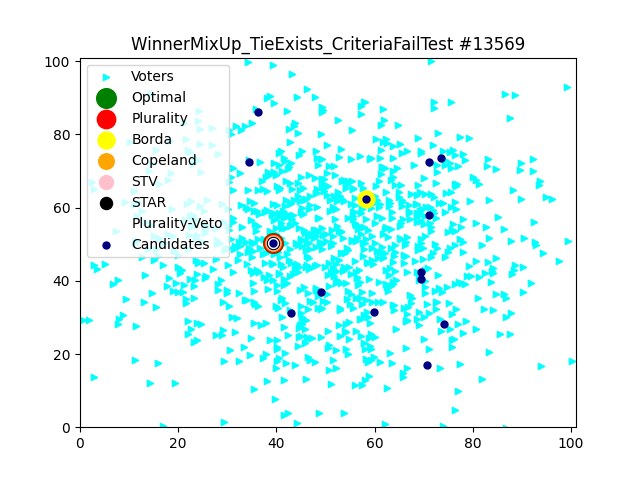 WinnerMixUp_TieExists_CriteriaFailTest #13569
100
80
60
40
20
0
Voters
Optimal
Plurality
Borda
Copeland
STV
STAR
Plurality-Veto
Candidates
0 20 40 60 80 100